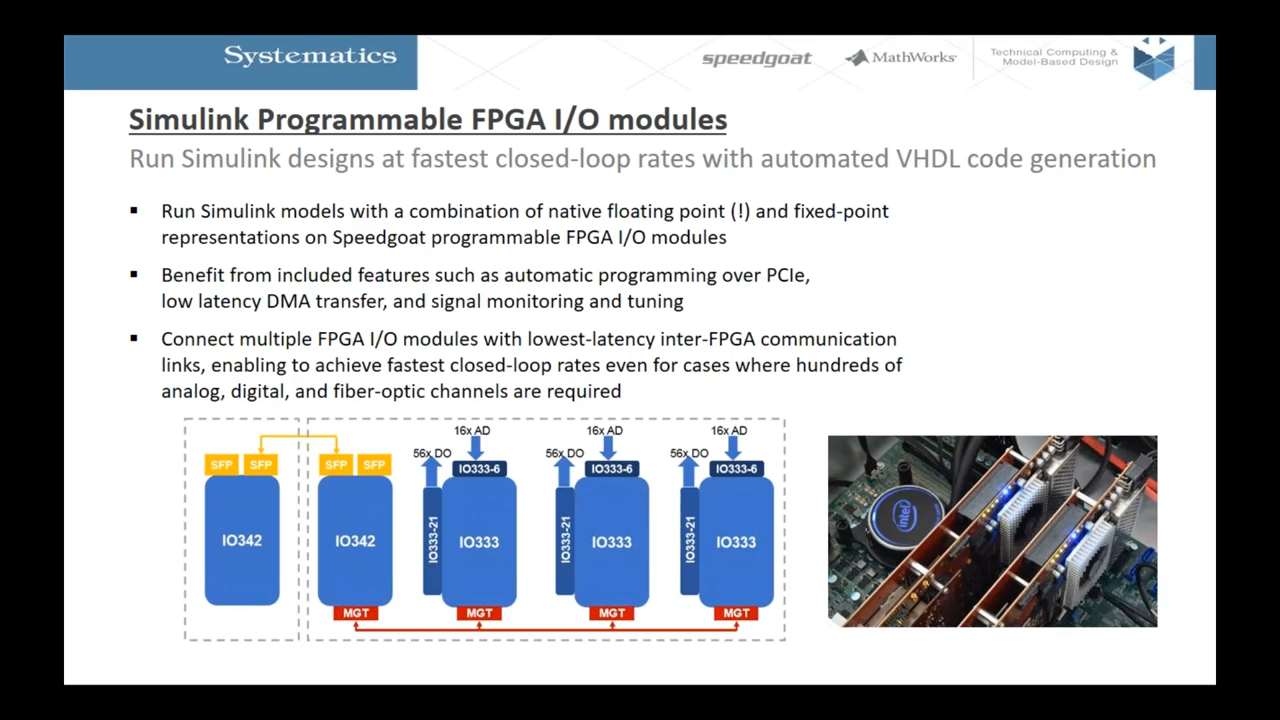 Systematics
speedgoat
MathWorks
Technical Computing &
Model-Based Design
Simulink Programmable FPGA I/O modules
Run Simulink designs at fastest closed-loop rates with automated VHDL code generation
Run Simulink models with a combination of native floating point (!) and fixed-point
representations on Speedgoat programmable FPGA I/O modules
Benefit from included features such as automatic programming over PCIe,
low latency DMA transfer, and signal monitoring and tuning
Connect multiple FPGA I/O modules with lowest-latency inter-FPGA communication
links, enabling to achieve fastest closed-loop rates even for cases where hundreds of
analog, digital, and fiber-optic channels are required
16x AD
16x AD
16x AD
56x DO
56x DO
56x DO
SFP
SFP
SFP
SFP
IO333-6
IO333-6
IO333-6
IO342
IO342
IO333-21
IO333
IO333-21
IO333
IO333-21
IO333
MGT
MGT
MGT
MGT
intel